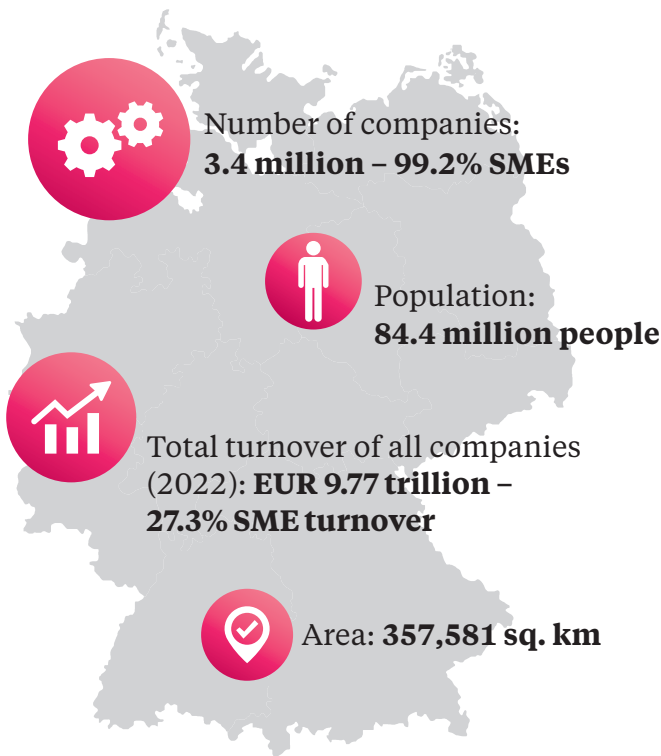 Number of companies:
3.4 million – 99.2% SMEs
Population:
84.4 million people
Total turnover of all companies
(2022): EUR 9.77 trillion –
27.3% SME turnover
Area: 357,581 sq. km